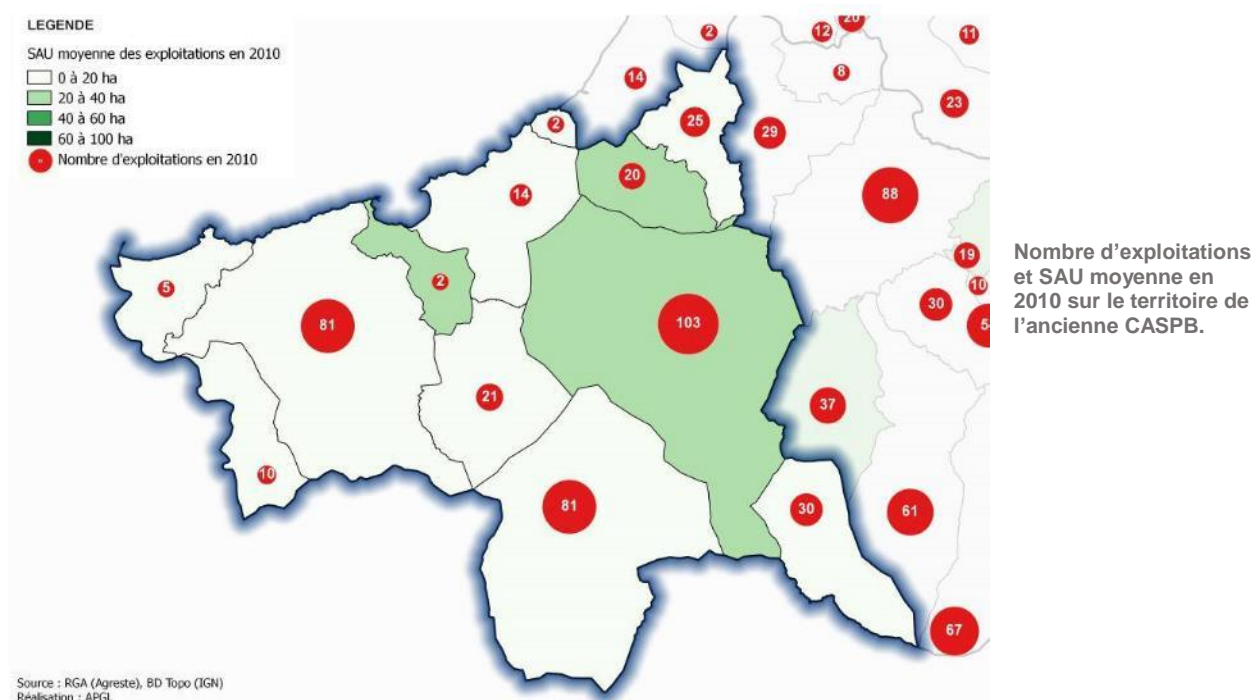 LEGENDE
SAU moyenne des exploitations en 2010
0 à 20 ha
20 à 40 ha
40 à 60 ha
60 à 100 ha
Nombre d'exploitations en 2010
2
12
20
11
14
8
23
2
25
29
20
14
88
19
5
2
10
30
81
103
54
21
37
10
81
30
61
67
Nombre d’exploitations
et SAU moyenne en
2010 sur le territoire de
l’ancienne CASPB.
Source : RGA (Agreste), BD Topo (IGN)
Réalisation : APGL